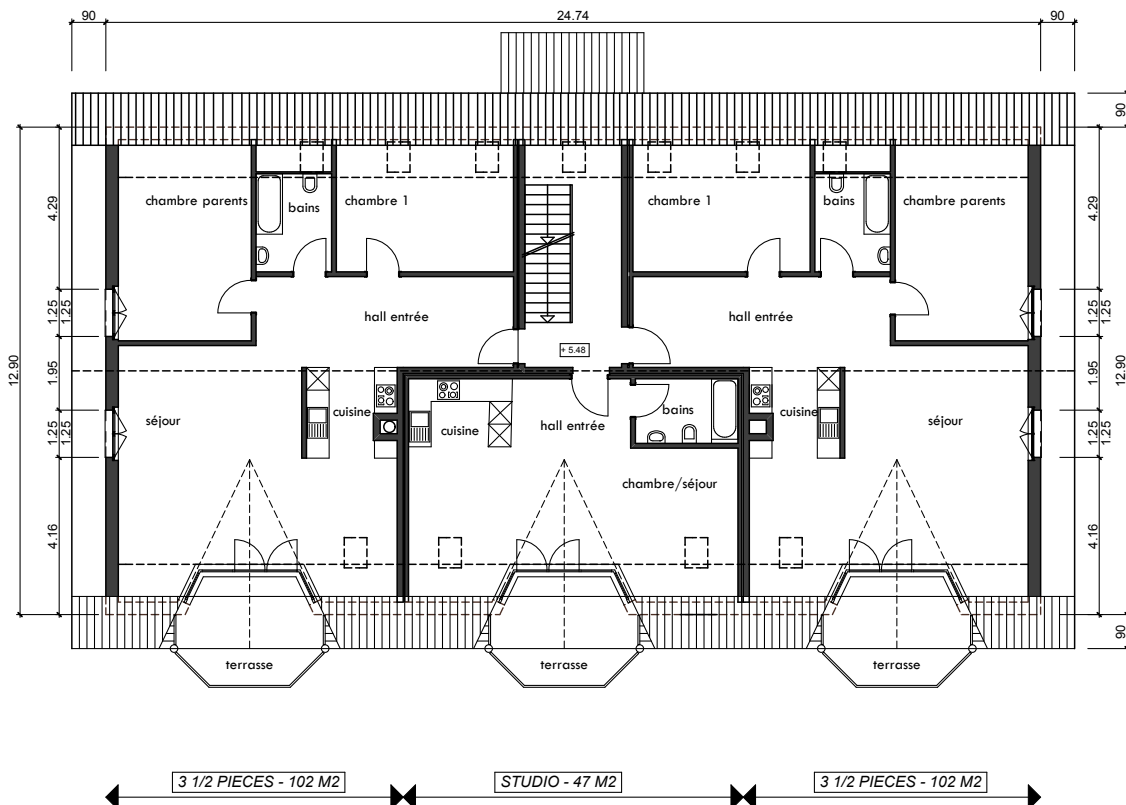 90
24.74
90
90
12.90
4.29
1.25
1.25
1.95
1.25
1.25
4.16
chambre parents
bains
chambre 1
chambre 1
bains
chambre parents
4.29
1.25
1.25
1.95
1.25
1.25
4.16
12.90
90
hall entrée
+ 5.48
hall entrée
séjour
cuisine
cuisine
hall entrée
bains
cuisine
séjour
chambre/séjour
terrasse
terrasse
terrasse
3 1/2 PIECES - 102 M2
STUDIO - 47 M2
3 1/2 PIECES - 102 M2